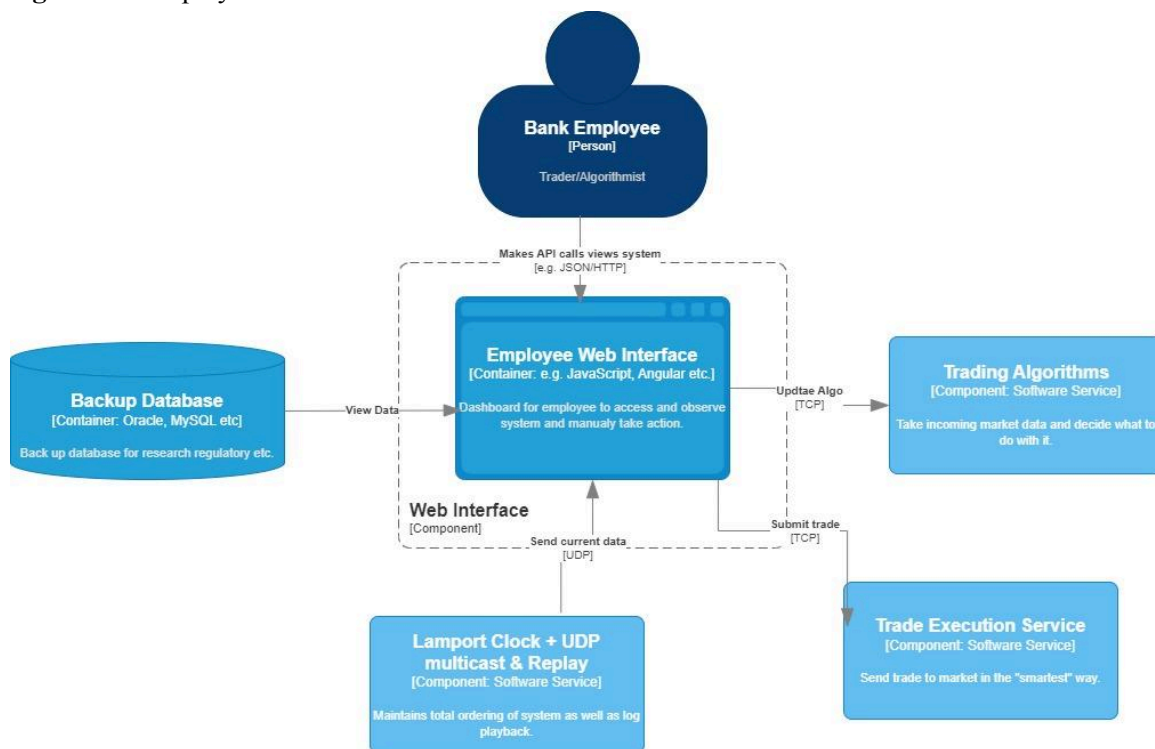 Bank Employee
[Person]
Trader/Algorithmist
Makes API calls views system
[e.g. JSON/HTTP]
Employee Web Interface
[Container: e.g. JavaScript, Angular etc.]
Dashboard for employee to access and observe
system and manualy take action.
Backup Database
[Container: Oracle, MySQL etc]
Back up database for research regulatory etc.
View Data
Updtae Algo
[TCP]
Trading Algorithms
[Component: Software Service]
Take incoming market data and decide what to
do with it.
Web Interface
[Component]
Send current data
[UDP]
Submit trade
[TCP]
Lamport Clock + UDP
multicast & Replay
[Component: Software Service]
Maintains total ordering of system as well as log
playback.
Trade Execution Service
[Component: Software Service]
Send trade to market in the "smartest" way.